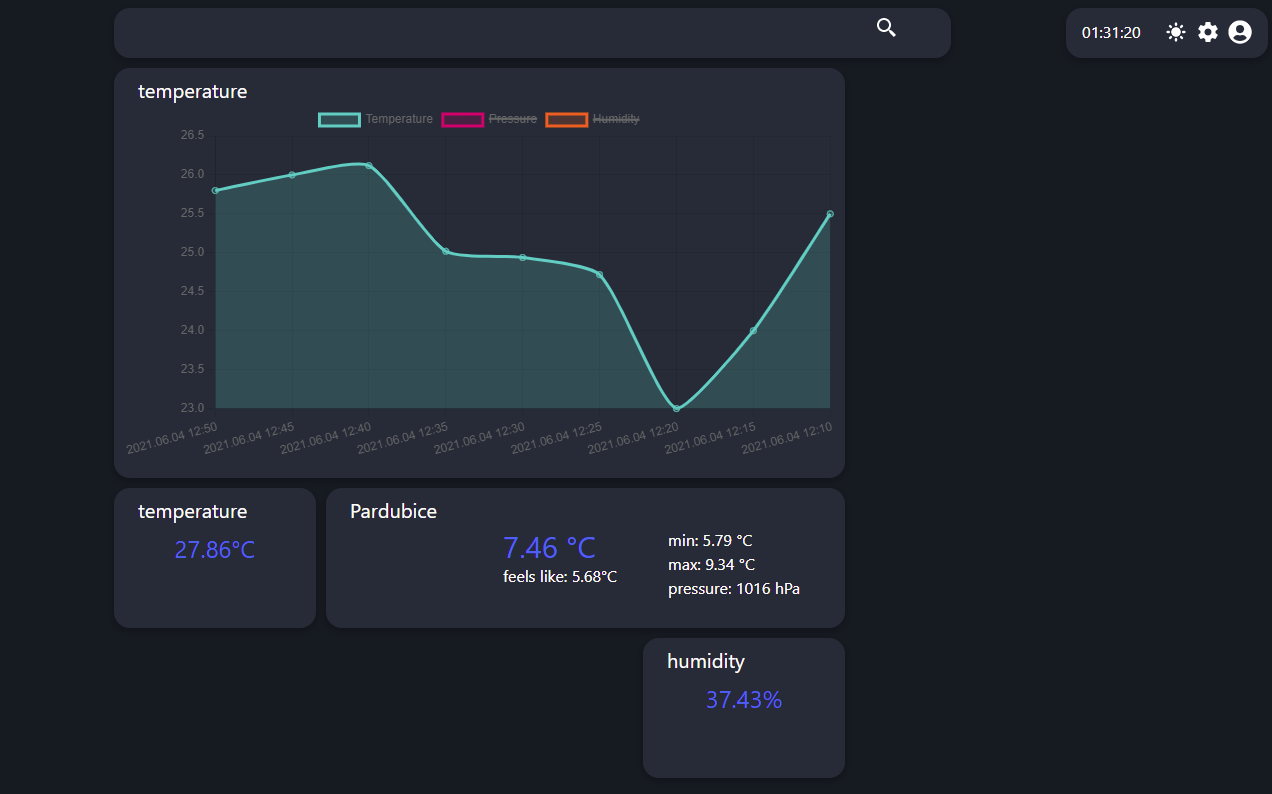 01:31:20
temperature
Temperature Pressure Humidity
26.5
26.0
25.5
25.0
24.5
24.0
23.5
23.0
2021.06.04 12:50 2021.06.04 12:45 2021.06.04 12:40 2021.06.04 12:35 2021.06.04 12:30 2021.06.04 12:25 2021.06.04 12:20 2021.06.04 12:15 2021.06.04 12:10
temperature
27.86°C
Pardubice
7.46 °C
feels like: 5.68°C
min: 5.79 °C
max: 9.34 °C
pressure: 1016 hPa
humidity
37.43%